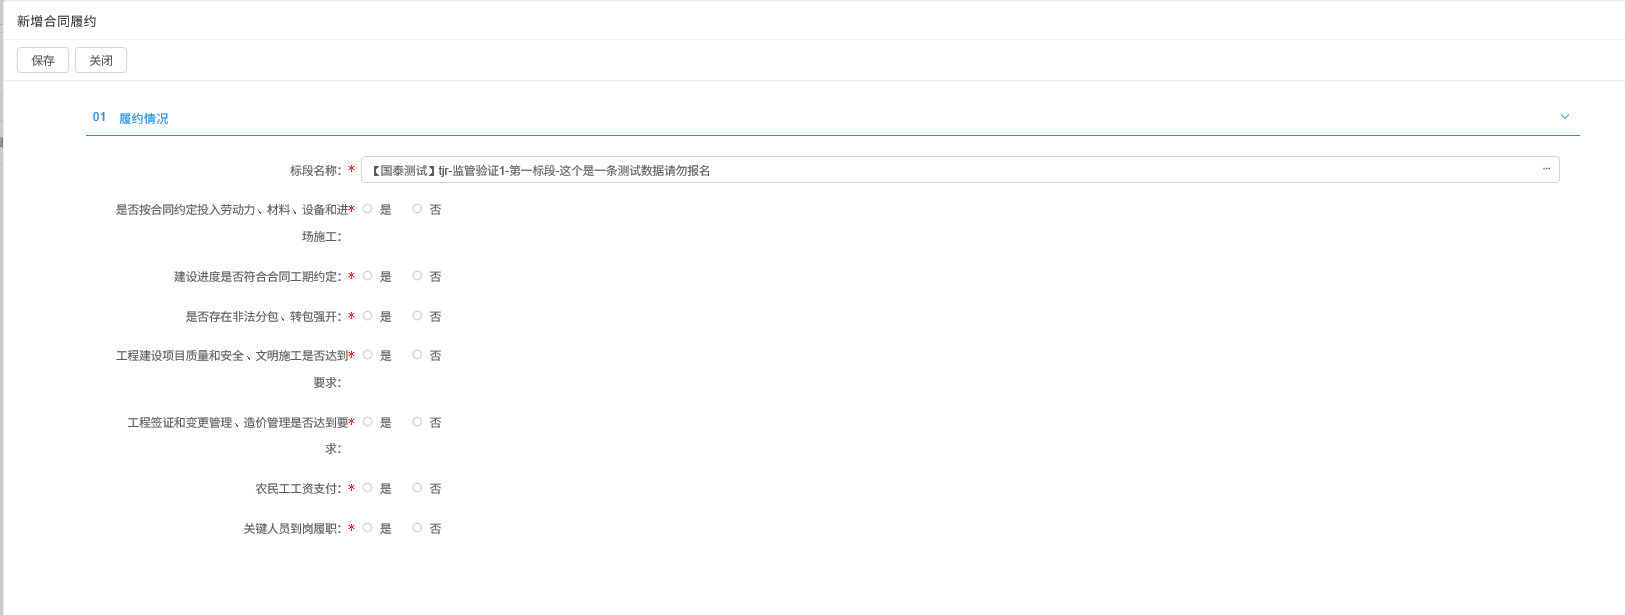 新增合同履约
保存 关闭
01 履约情况
标段名称：* 【国泰测试】tjr-监管验证1-第一标段-这个是一条测试数据请勿报名 ...
是否按合同约定投入劳动力、材料、设备和进* 是 否
场施工：
建设进度是否符合合同工期约定：* 是 否
是否存在非法分包、转包强开：* 是 否
工程建设项目质量和安全、文明施工是否达到* 是 否
要求：
工程签证和变更管理、造价管理是否达到要* 是 否
求：
农民工工资支付：* 是 否
关键人员到岗履职：* 是 否